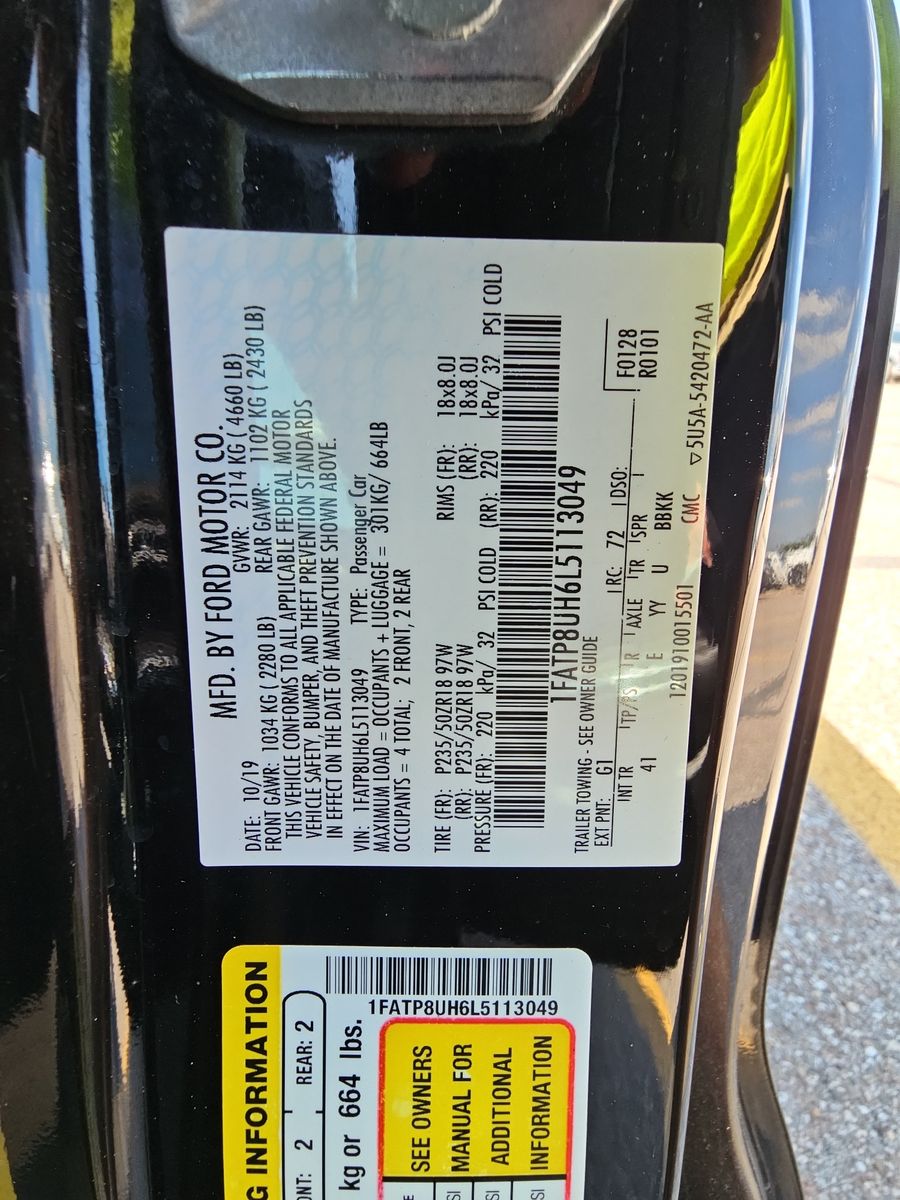 MFD. BY FORD MOTOR CO.
DATE: 10/19 GVWR: 2114 KG ( 4660 LB)
FRONT GAWR: 1034 KG ( 2280 LB) REAR GAWR: 1102 KG ( 2430 LB)
THIS VEHICLE CONFORMS TO ALL APPLICABLE FEDERAL MOTOR
VEHICLE SAFETY, BUMPER, AND THEFT PREVENTION STANDARDS
IN EFFECT ON THE DATE OF MANUFACTURE SHOWN ABOVE.
VIN: 1FATP8UH6L5113049 TYPE: Passenger Car
MAXIMUM LOAD = OCCUPANTS + LUGGAGE = 301KG/ 664LB
OCCUPANTS = 4 TOTAL; 2 FRONT, 2 REAR
TIRE (FR): P235/50ZR18 97W RIMS (FR): 18x8.0J
(RR): P235/50ZR18 97W (RR): 18x8.0J
PRESSURE (FR): 220 kPa/ 32 PSI COLD (RR): 220 kPa/ 32 PSI COLD
1FATP8UH6L5113049
TRAILER TOWING - SEE OWNER GUIDE
EXT PNT: G1 RC: 72 DSO: F0128
INT TR TP/PS R AXLE TR SPR R0101
41 E YY U BBKK
1201910015501 CMC ▽5U5A-5420472-AA
G INFORMATION
ONT: 2 REAR: 2
kg or 664 lbs.
1FATP8UH6L5113049
SEE OWNERS
MANUAL FOR
ADDITIONAL
INFORMATION